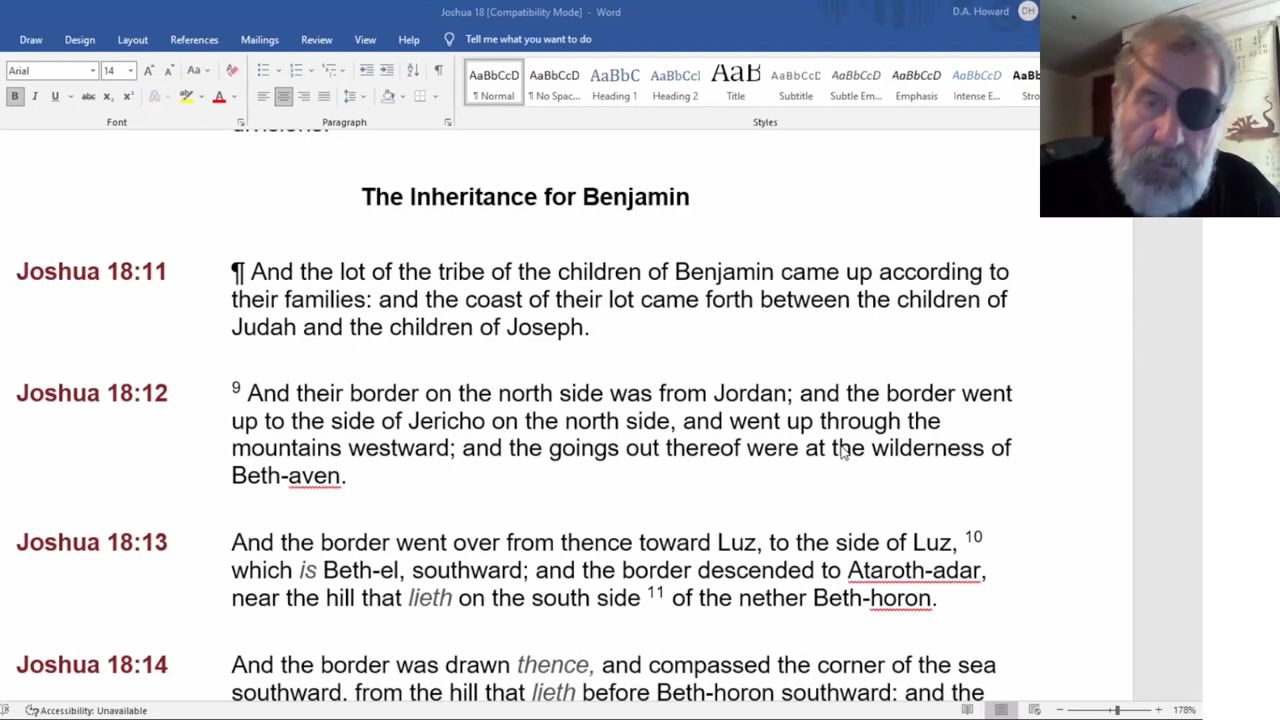 Joshua 18 [Compatibility Mode] - Word
D.A. Howard
DH
Draw Design Layout References Mailings Review View Help Tell me what you want to do
Arial 14
Aa
B I U abc x₂ x² A A
AaBbCcD AaBbCcD AaBbC AaBbCcl AaB AaBbCcD AaBbCcD AaBbCcD AaBbCcD AaBb
¶ Normal ¶ No Spac... Heading 1 Heading 2 Title Subtitle Subtle Em... Emphasis Intense E... Stro
Font Paragraph Styles
The Inheritance for Benjamin
Joshua 18:11 ¶ And the lot of the tribe of the children of Benjamin came up according to
their families: and the coast of their lot came forth between the children of
Judah and the children of Joseph.
Joshua 18:12 9 And their border on the north side was from Jordan; and the border went
up to the side of Jericho on the north side, and went up through the
mountains westward; and the goings out thereof were at the wilderness of
Beth-aven.
Joshua 18:13 And the border went over from thence toward Luz, to the side of Luz, 10
which is Beth-el, southward; and the border descended to Ataroth-adar,
near the hill that lieth on the south side 11 of the nether Beth-horon.
Joshua 18:14 And the border was drawn thence, and compassed the corner of the sea
southward, from the hill that lieth before Beth-horon southward; and the
Accessibility: Unavailable
178%